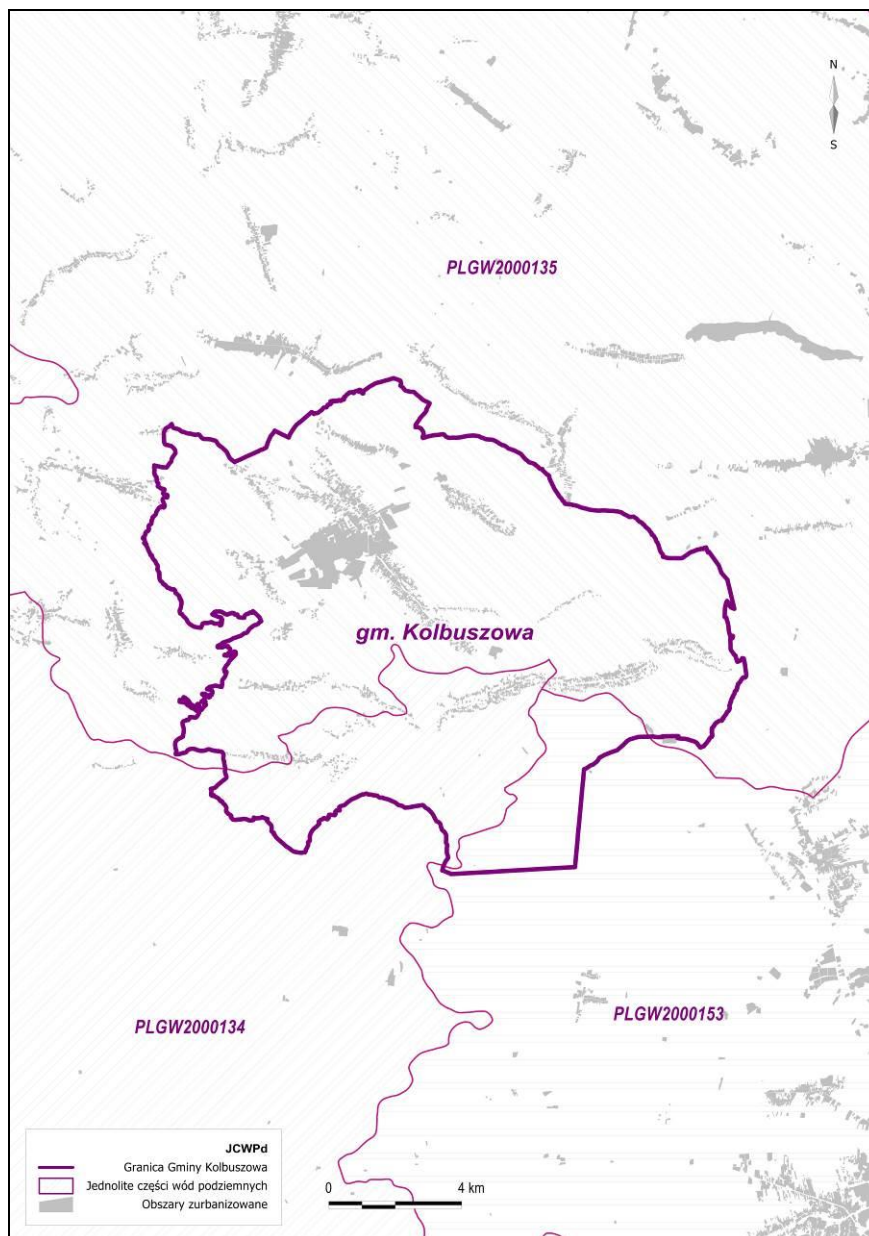 N
S
PLGW2000135
gm. Kolbuszowa
PLGW2000134
PLGW2000153
JCWPd
Granica Gminy Kolbuszowa
Jednolite części wód podziemnych
Obszary zurbanizowane
0 4 km